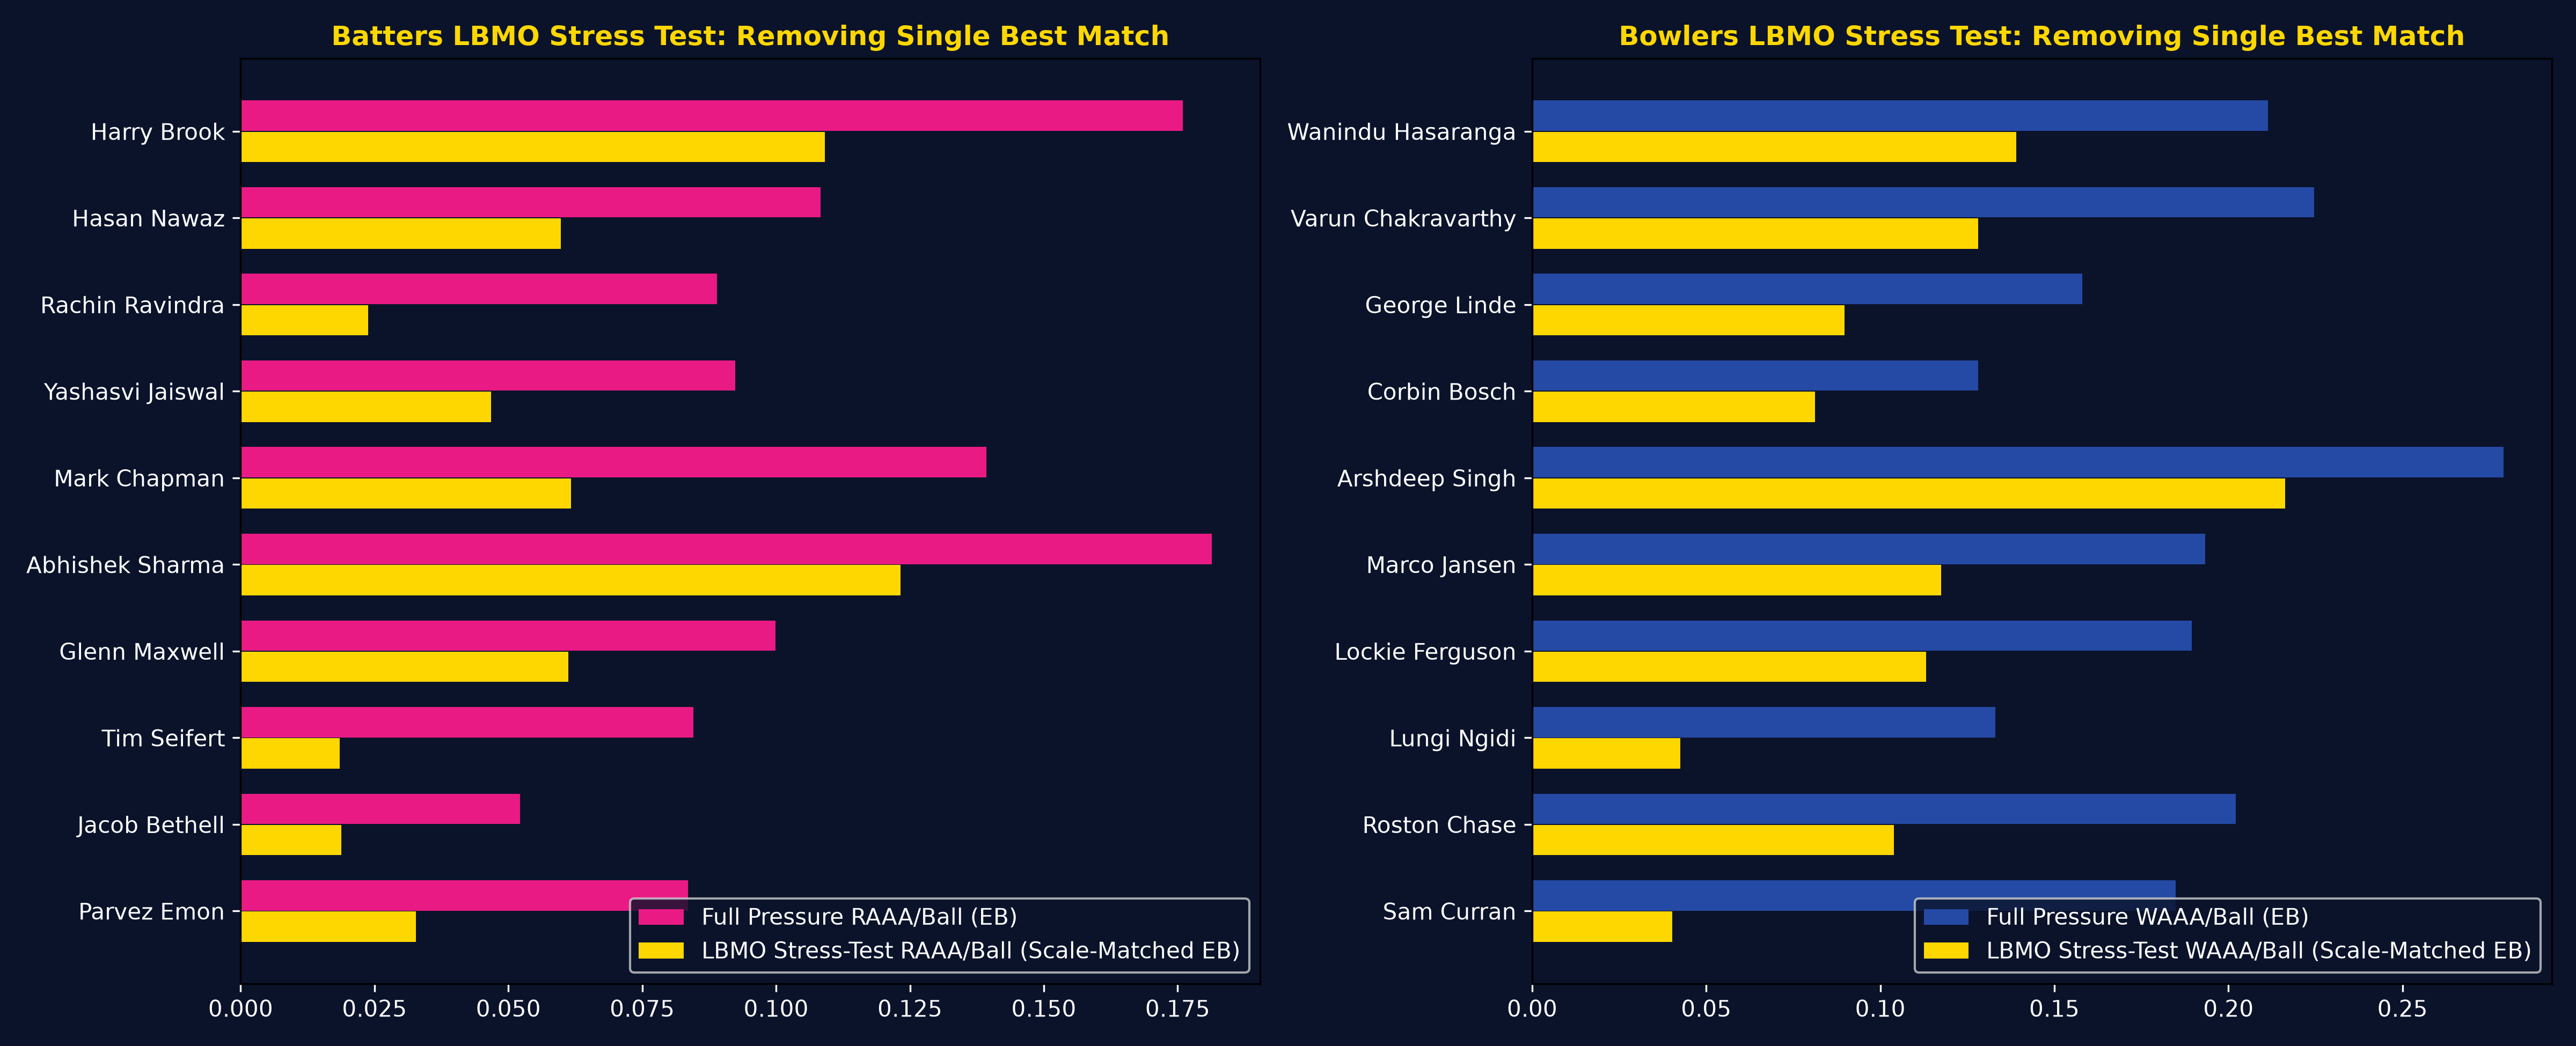 Batters LBMO Stress Test: Removing Single Best Match
Harry Brook
Hasan Nawaz
Rachin Ravindra
Yashasvi Jaiswal
Mark Chapman
Abhishek Sharma
Glenn Maxwell
Tim Seifert
Jacob Bethell
Parvez Emon
Full Pressure RAAA/Ball (EB)
LBMO Stress-Test RAAA/Ball (Scale-Matched EB)
0.000 0.025 0.050 0.075 0.100 0.125 0.150 0.175
Bowlers LBMO Stress Test: Removing Single Best Match
Wanindu Hasaranga
Varun Chakravarthy
George Linde
Corbin Bosch
Arshdeep Singh
Marco Jansen
Lockie Ferguson
Lungi Ngidi
Roston Chase
Sam Curran
Full Pressure WAAA/Ball (EB)
LBMO Stress-Test WAAA/Ball (Scale-Matched EB)
0.00 0.05 0.10 0.15 0.20 0.25